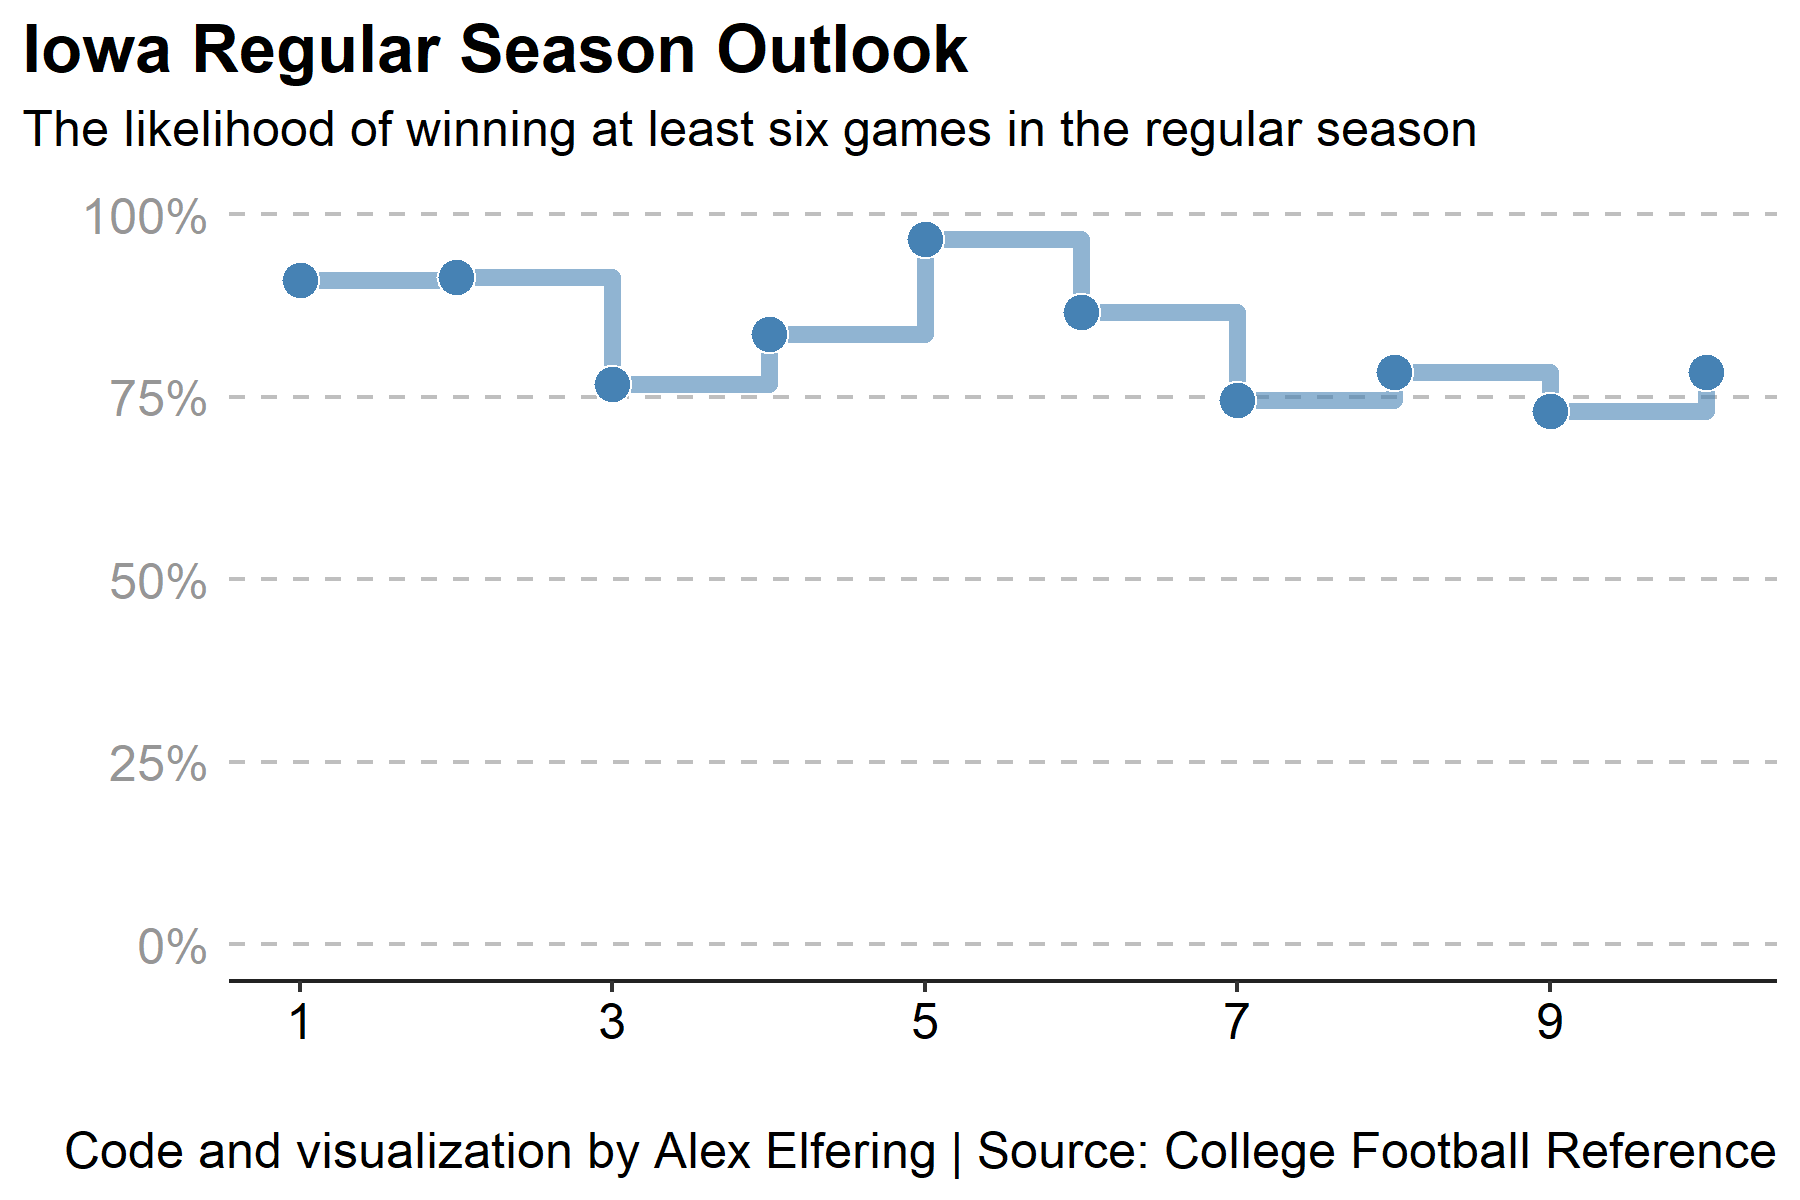 Iowa Regular Season Outlook
The likelihood of winning at least six games in the regular season
100%
75%
50%
25%
0%
1 3 5 7 9
Code and visualization by Alex Elfering | Source: College Football Reference